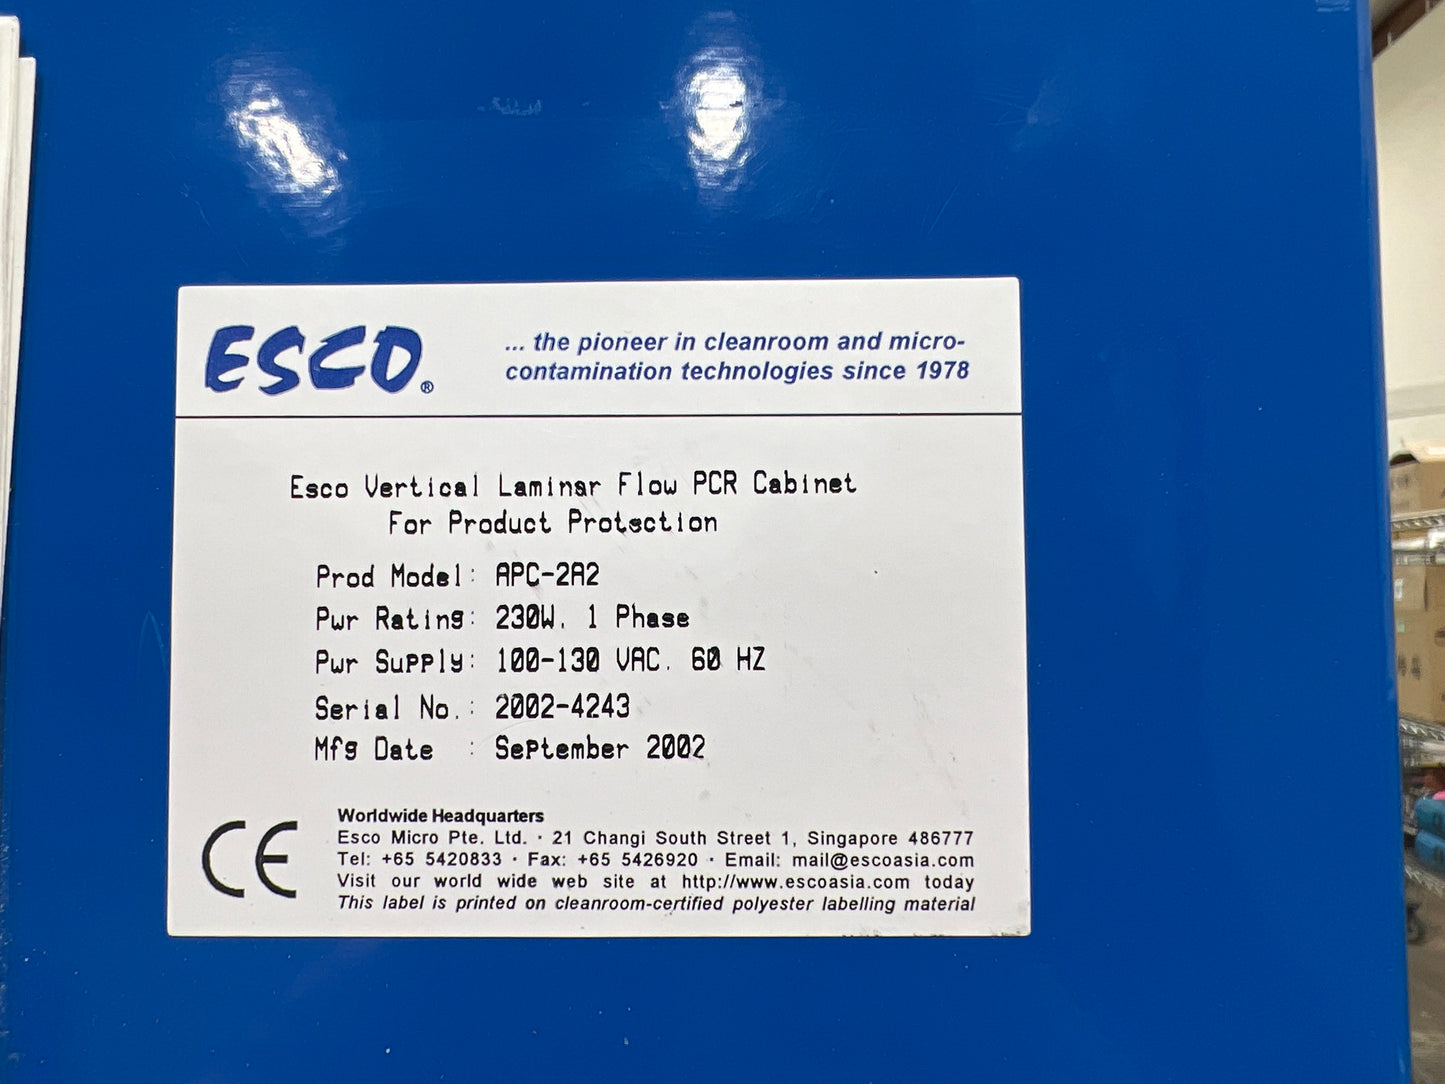 ESCO®
... the pioneer in cleanroom and micro-
contamination technologies since 1978
Esco Vertical Laminar Flow PCR Cabinet
For Product Protection
Prod Model: APC-2A2
Pwr Rating: 230W, 1 Phase
Pwr Supply: 100-130 VAC, 60 HZ
Serial No.: 2002-4243
Mfg Date : September 2002
CE
Worldwide Headquarters
Esco Micro Pte. Ltd. · 21 Changi South Street 1, Singapore 486777
Tel: +65 5420833 · Fax: +65 5426920 · Email: mail@escoasia.com
Visit our world wide web site at http://www.escoasia.com today
This label is printed on cleanroom-certified polyester labelling material